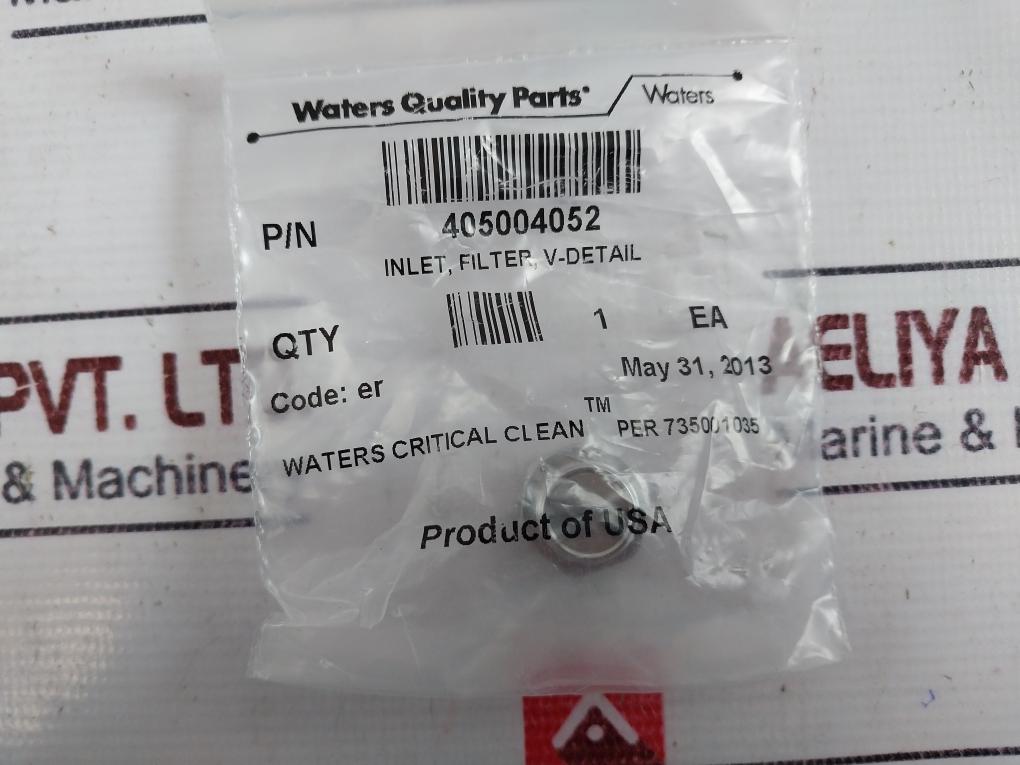 Waters Quality Parts
Waters
P/N 405004052
INLET, FILTER, V-DETAIL
QTY 1 EA
May 31, 2013
Code: er
WATERS CRITICAL CLEAN™ PER 735001035
Product of USA
PVT. LT
AELIYA
& Machine
arine &